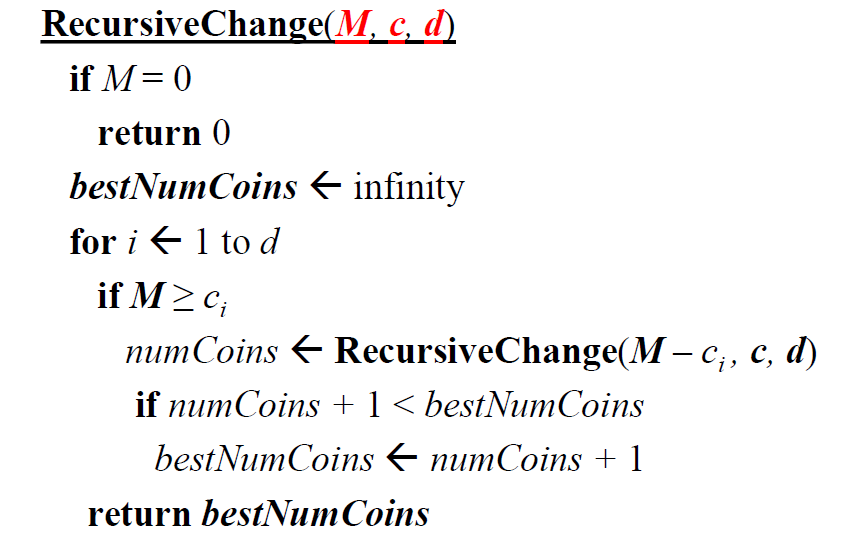 RecursiveChange(M, c, d)
if M = 0
return 0
bestNumCoins ← infinity
for i ← 1 to d
if M ≥ cᵢ
numCoins ← RecursiveChange(M – cᵢ, c, d)
if numCoins + 1 < bestNumCoins
bestNumCoins ← numCoins + 1
return bestNumCoins